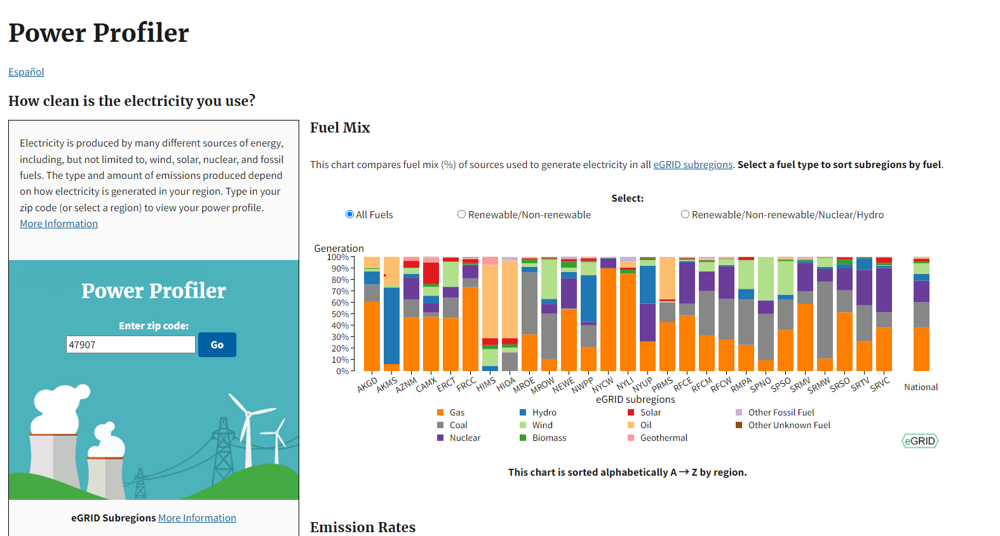 Power Profiler
Español
How clean is the electricity you use?
Electricity is produced by many different sources of energy,
including, but not limited to, wind, solar, nuclear, and fossil
fuels. The type and amount of emissions produced depend
on how electricity is generated in your region. Type in your
zip code (or select a region) to view your power profile.
More Information
Power Profiler
Enter zip code:
47907 Go
eGRID Subregions More Information
Fuel Mix
This chart compares fuel mix (%) of sources used to generate electricity in all eGRID subregions. Select a fuel type to sort subregions by fuel.
Select:
All Fuels Renewable/Non-renewable Renewable/Non-renewable/Nuclear/Hydro
Generation
100%
90%
80%
70%
60%
50%
40%
30%
20%
10%
0%
AKGD AKMS AZNM CAMX ERCT FRCC HIMS HIOA MROE MROW NEWE NWPP NYCW NYLI NYUP PRMS RFCE RFCM RFCW RMPA SPNO SPSO SRMV SRMW SRSO SRTV SRVC National
eGRID subregions
Gas Hydro Solar Other Fossil Fuel
Coal Wind Oil Other Unknown Fuel
Nuclear Biomass Geothermal
eGRID
This chart is sorted alphabetically A → Z by region.
Emission Rates